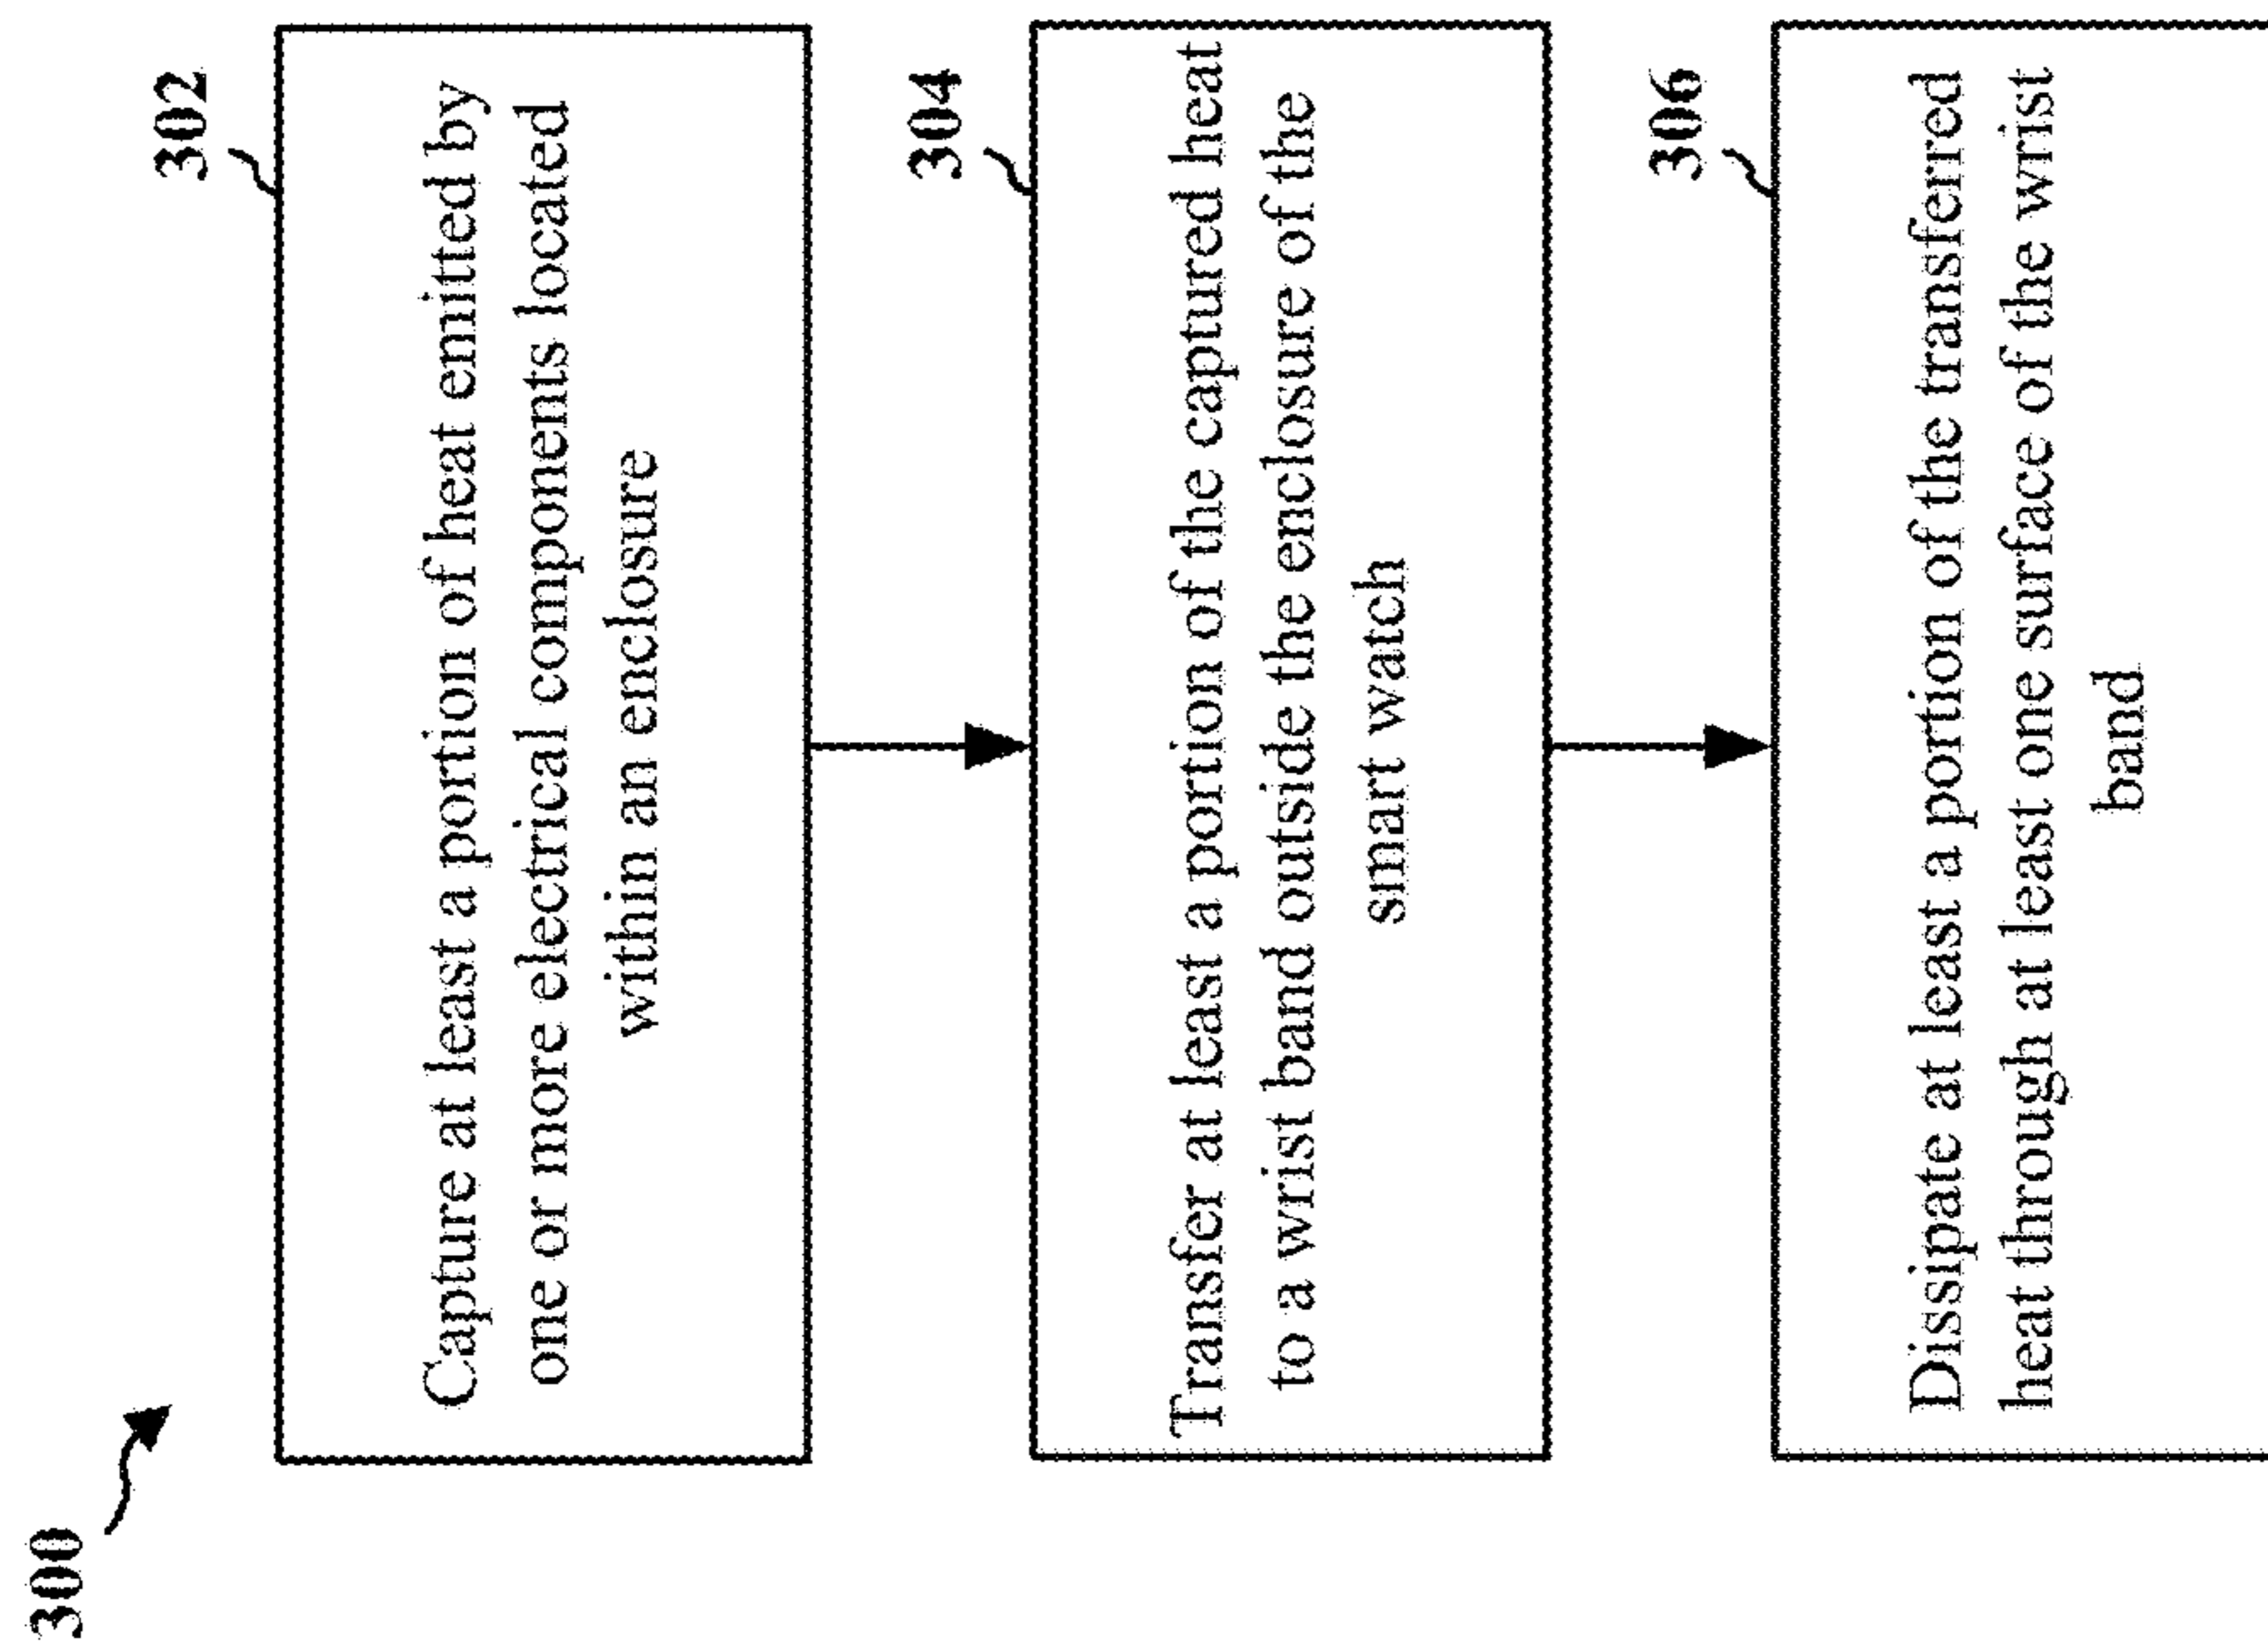 300
302
Capture at least a portion of heat emitted by
one or more electrical components located
within an enclosure
304
Transfer at least a portion of the captured heat
to a wrist band outside the enclosure of the
smart watch
306
Dissipate at least a portion of the transferred
heat through at least one surface of the wrist
band